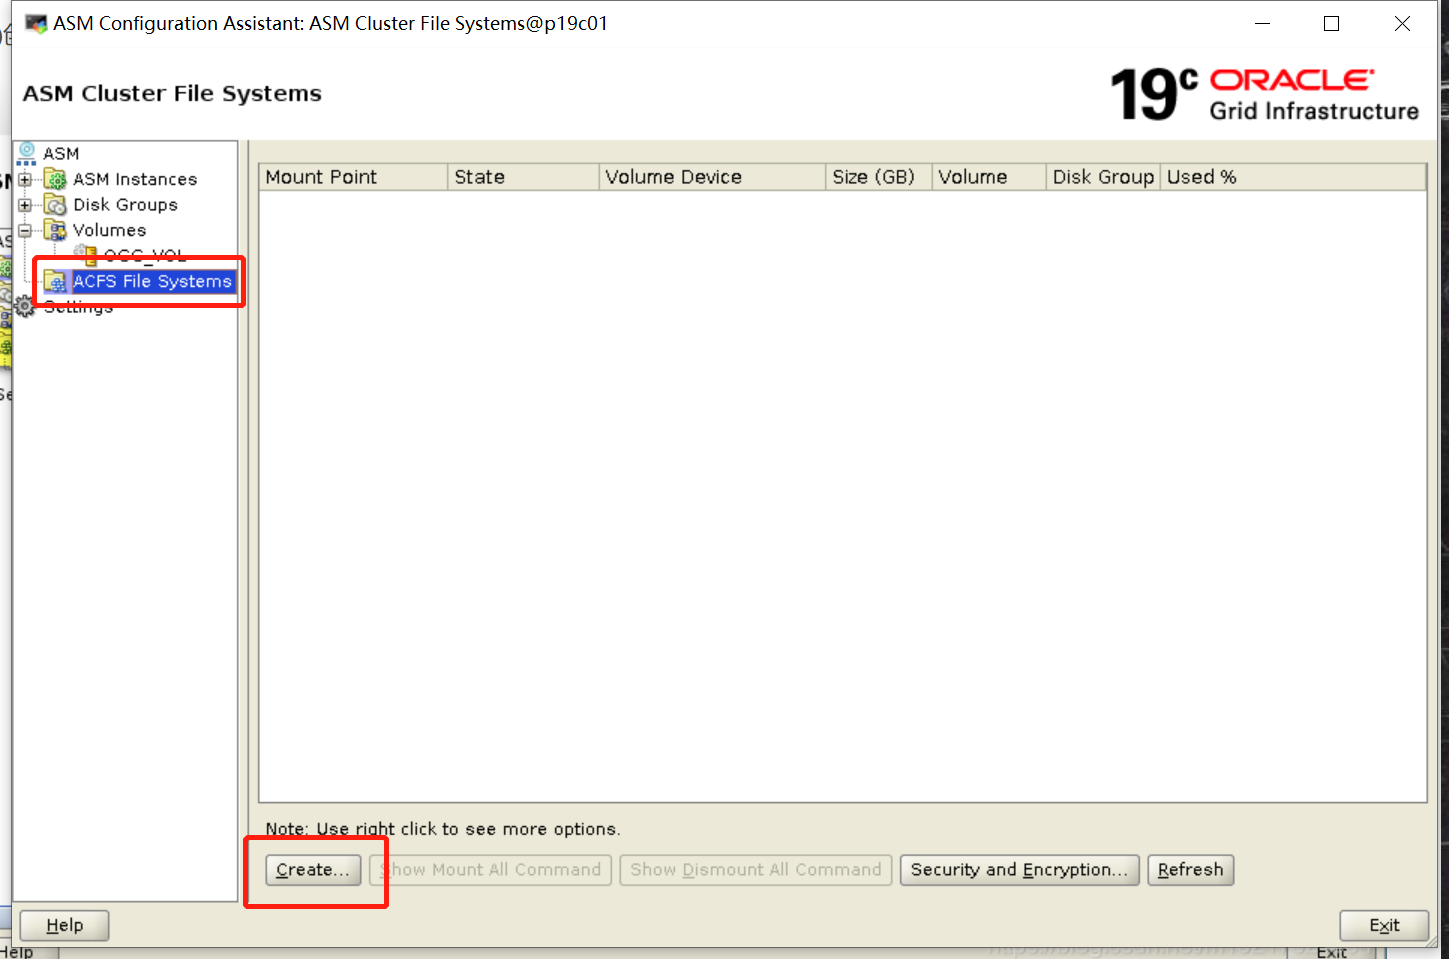 ASM Configuration Assistant: ASM Cluster File Systems@p19c01
ASM Cluster File Systems
19c ORACLE
Grid Infrastructure
ASM
ASM Instances
Disk Groups
Volumes
OGG_VOL
ACFS File Systems
Settings
Mount Point State Volume Device Size (GB) Volume Disk Group Used %
Note: Use right click to see more options.
Create... Show Mount All Command Show Dismount All Command Security and Encryption... Refresh
Help Exit
Help Exit